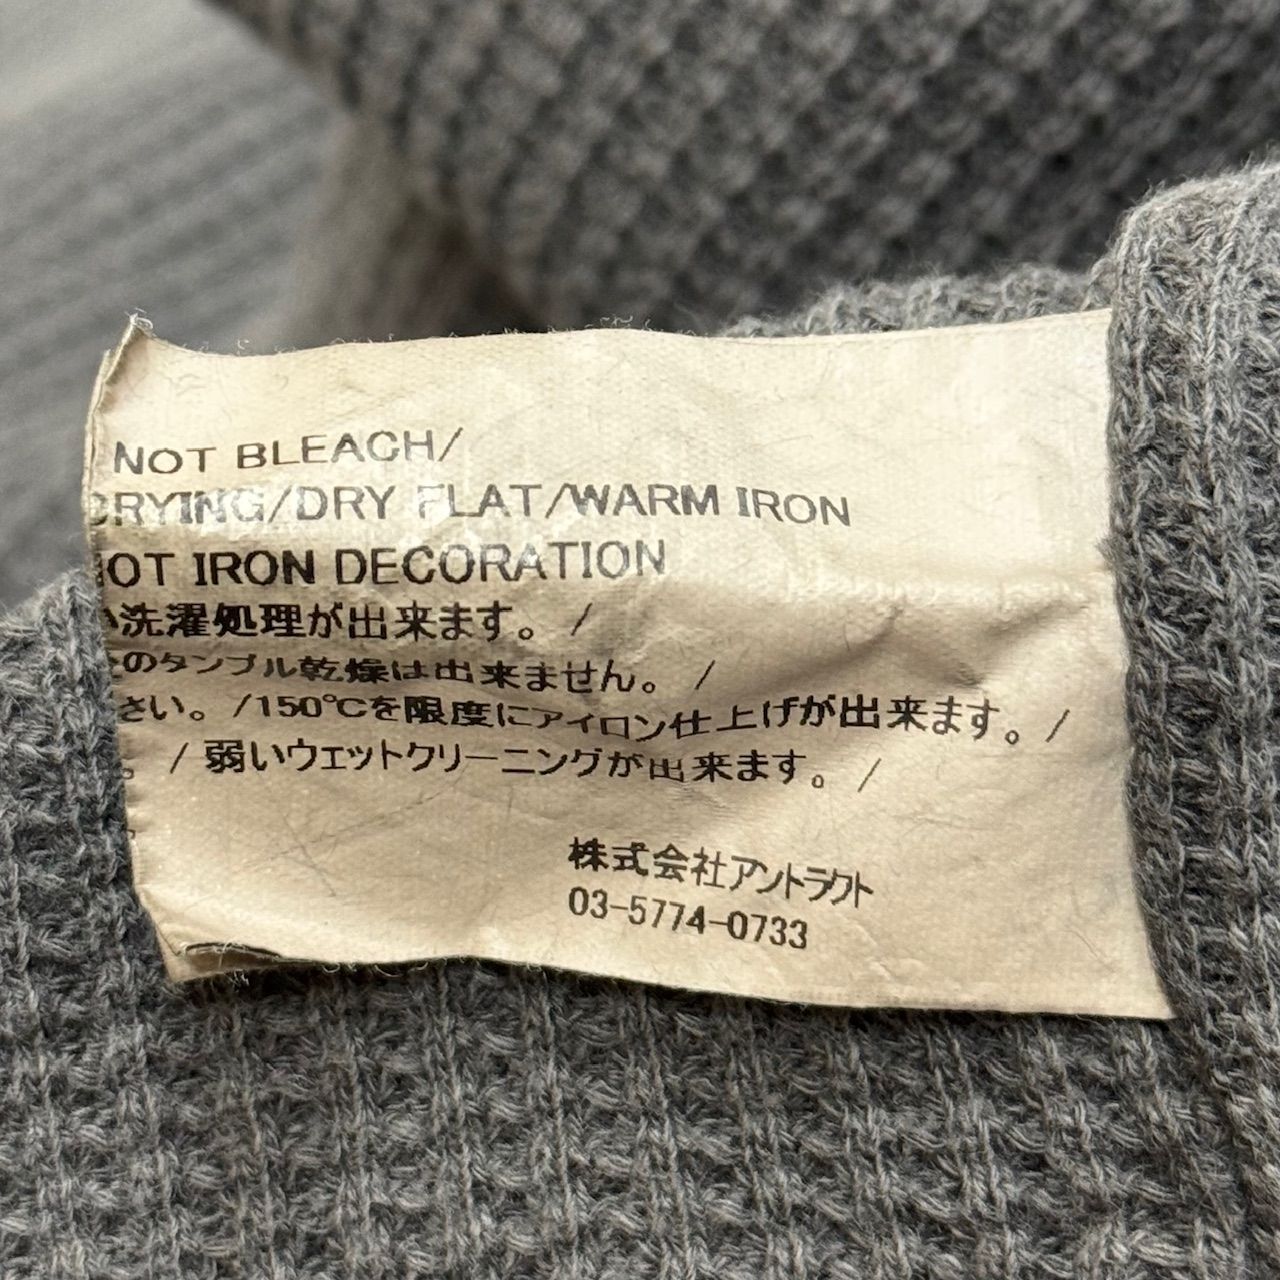 NOT BLEACH/
DRYING/DRY FLAT/WARM IRON
NOT IRON DECORATION
い洗濯処理が出来ます。/
のタンブル乾燥は出来ません。/
さい。/150℃を限度にアイロン仕上げが出来ます。/
。/弱いウェットクリーニングが出来ます。/
株式会社アントラクト
03-5774-0733